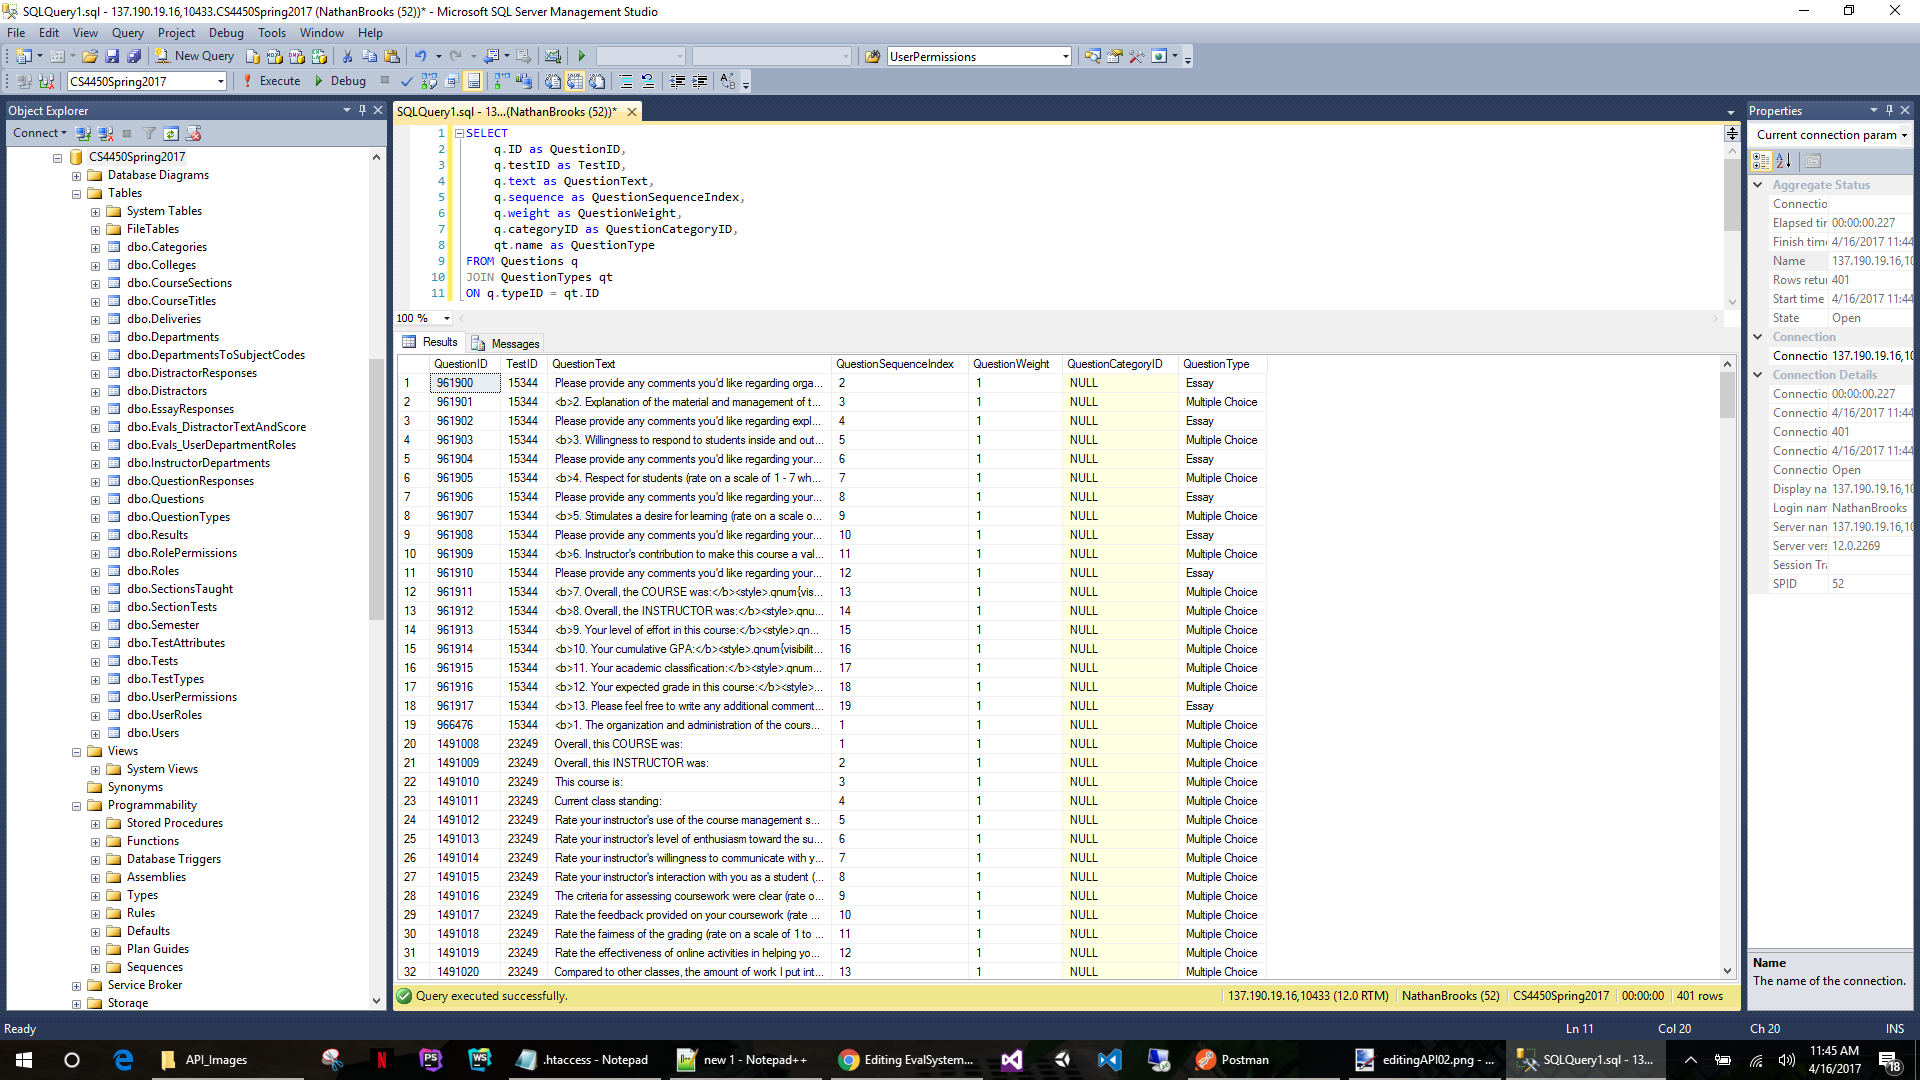 SQLQuery1.sql - 137.190.19.16,10433.CS4450Spring2017 (NathanBrooks (52))* - Microsoft SQL Server Management Studio
File Edit View Query Project Debug Tools Window Help
New Query UserPermissions
CS4450Spring2017 Execute Debug
Object Explorer
Connect
CS4450Spring2017
Database Diagrams
Tables
System Tables
FileTables
dbo.Categories
dbo.Colleges
dbo.CourseSections
dbo.CourseTitles
dbo.Deliveries
dbo.Departments
dbo.DepartmentsToSubjectCodes
dbo.DistractorResponses
dbo.Distractors
dbo.EssayResponses
dbo.Evals_DistractorTextAndScore
dbo.Evals_UserDepartmentRoles
dbo.InstructorDepartments
dbo.QuestionResponses
dbo.Questions
dbo.QuestionTypes
dbo.Results
dbo.RolePermissions
dbo.Roles
dbo.SectionsTaught
dbo.SectionTests
dbo.Semester
dbo.TestAttributes
dbo.Tests
dbo.TestTypes
dbo.UserPermissions
dbo.UserRoles
dbo.Users
Views
System Views
Synonyms
Programmability
Stored Procedures
Functions
Database Triggers
Assemblies
Types
Rules
Defaults
Plan Guides
Sequences
Service Broker
Storage
SQLQuery1.sql - 13...(NathanBrooks (52))*
1 SELECT
2 q.ID as QuestionID,
3 q.testID as TestID,
4 q.text as QuestionText,
5 q.sequence as QuestionSequenceIndex,
6 q.weight as QuestionWeight,
7 q.categoryID as QuestionCategoryID,
8 qt.name as QuestionType
9 FROM Questions q
10 JOIN QuestionTypes qt
11 ON q.typeID = qt.ID
100 %
Results Messages
QuestionID TestID QuestionText QuestionSequenceIndex QuestionWeight QuestionCategoryID QuestionType
1 961900 15344 Please provide any comments you'd like regarding orga... 2 1 NULL Essay
2 961901 15344 <b>2. Explanation of the material and management of t... 3 1 NULL Multiple Choice
3 961902 15344 Please provide any comments you'd like regarding expl... 4 1 NULL Essay
4 961903 15344 <b>3. Willingness to respond to students inside and out... 5 1 NULL Multiple Choice
5 961904 15344 Please provide any comments you'd like regarding your... 6 1 NULL Essay
6 961905 15344 <b>4. Respect for students (rate on a scale of 1 - 7 wh... 7 1 NULL Multiple Choice
7 961906 15344 Please provide any comments you'd like regarding your... 8 1 NULL Essay
8 961907 15344 <b>5. Stimulates a desire for learning (rate on a scale o... 9 1 NULL Multiple Choice
9 961908 15344 Please provide any comments you'd like regarding your... 10 1 NULL Essay
10 961909 15344 <b>6. Instructor's contribution to make this course a val... 11 1 NULL Multiple Choice
11 961910 15344 Please provide any comments you'd like regarding your... 12 1 NULL Essay
12 961911 15344 <b>7. Overall, the COURSE was:</b><style>.qnum{vis... 13 1 NULL Multiple Choice
13 961912 15344 <b>8. Overall, the INSTRUCTOR was:</b><style>.qnu... 14 1 NULL Multiple Choice
14 961913 15344 <b>9. Your level of effort in this course:</b><style>.qn... 15 1 NULL Multiple Choice
15 961914 15344 <b>10. Your cumulative GPA:</b><style>.qnum{visibilit... 16 1 NULL Multiple Choice
16 961915 15344 <b>11. Your academic classification:</b><style>.qnum... 17 1 NULL Multiple Choice
17 961916 15344 <b>12. Your expected grade in this course:</b><style>... 18 1 NULL Multiple Choice
18 961917 15344 <b>13. Please feel free to write any additional comment... 19 1 NULL Essay
19 966476 15344 <b>1. The organization and administration of the cours... 1 1 NULL Multiple Choice
20 1491008 23249 Overall, this COURSE was: 1 1 NULL Multiple Choice
21 1491009 23249 Overall, this INSTRUCTOR was: 2 1 NULL Multiple Choice
22 1491010 23249 This course is: 3 1 NULL Multiple Choice
23 1491011 23249 Current class standing: 4 1 NULL Multiple Choice
24 1491012 23249 Rate your instructor's use of the course management s... 5 1 NULL Multiple Choice
25 1491013 23249 Rate your instructor's level of enthusiasm toward the su... 6 1 NULL Multiple Choice
26 1491014 23249 Rate your instructor's willingness to communicate with y... 7 1 NULL Multiple Choice
27 1491015 23249 Rate your instructor's interaction with you as a student (... 8 1 NULL Multiple Choice
28 1491016 23249 The criteria for assessing coursework were clear (rate o... 9 1 NULL Multiple Choice
29 1491017 23249 Rate the feedback provided on your coursework (rate ... 10 1 NULL Multiple Choice
30 1491018 23249 Rate the fairness of the grading (rate on a scale of 1 to ... 11 1 NULL Multiple Choice
31 1491019 23249 Rate the effectiveness of online activities in helping yo... 12 1 NULL Multiple Choice
32 1491020 23249 Compared to other classes, the amount of work I put int... 13 1 NULL Multiple Choice
Query executed successfully. 137.190.19.16,10433 (12.0 RTM) NathanBrooks (52) CS4450Spring2017 00:00:00 401 rows
Properties
Current connection param
Aggregate Status
Connectio
Elapsed tir 00:00:00.227
Finish time 4/16/2017 11:44
Name 137.190.19.16,10
Rows retur 401
Start time 4/16/2017 11:44
State Open
Connection
Connectio 137.190.19.16,10
Connection Details
Connectio 00:00:00.227
Connectio 4/16/2017 11:44
Connectio 401
Connectio 4/16/2017 11:44
Connectio Open
Display na 137.190.19.16,10
Login nam NathanBrooks
Server nan 137.190.19.16,10
Server vers 12.0.2269
Session Tra
SPID 52
Name
The name of the connection.
Ready Ln 11 Col 20 Ch 20 INS
API_Images N PS WS .htaccess - Notepad new 1 - Notepad++ Editing EvalSystem... Postman editingAPI02.png - ... SQLQuery1.sql - 13... 11:45 AM
4/16/2017 18